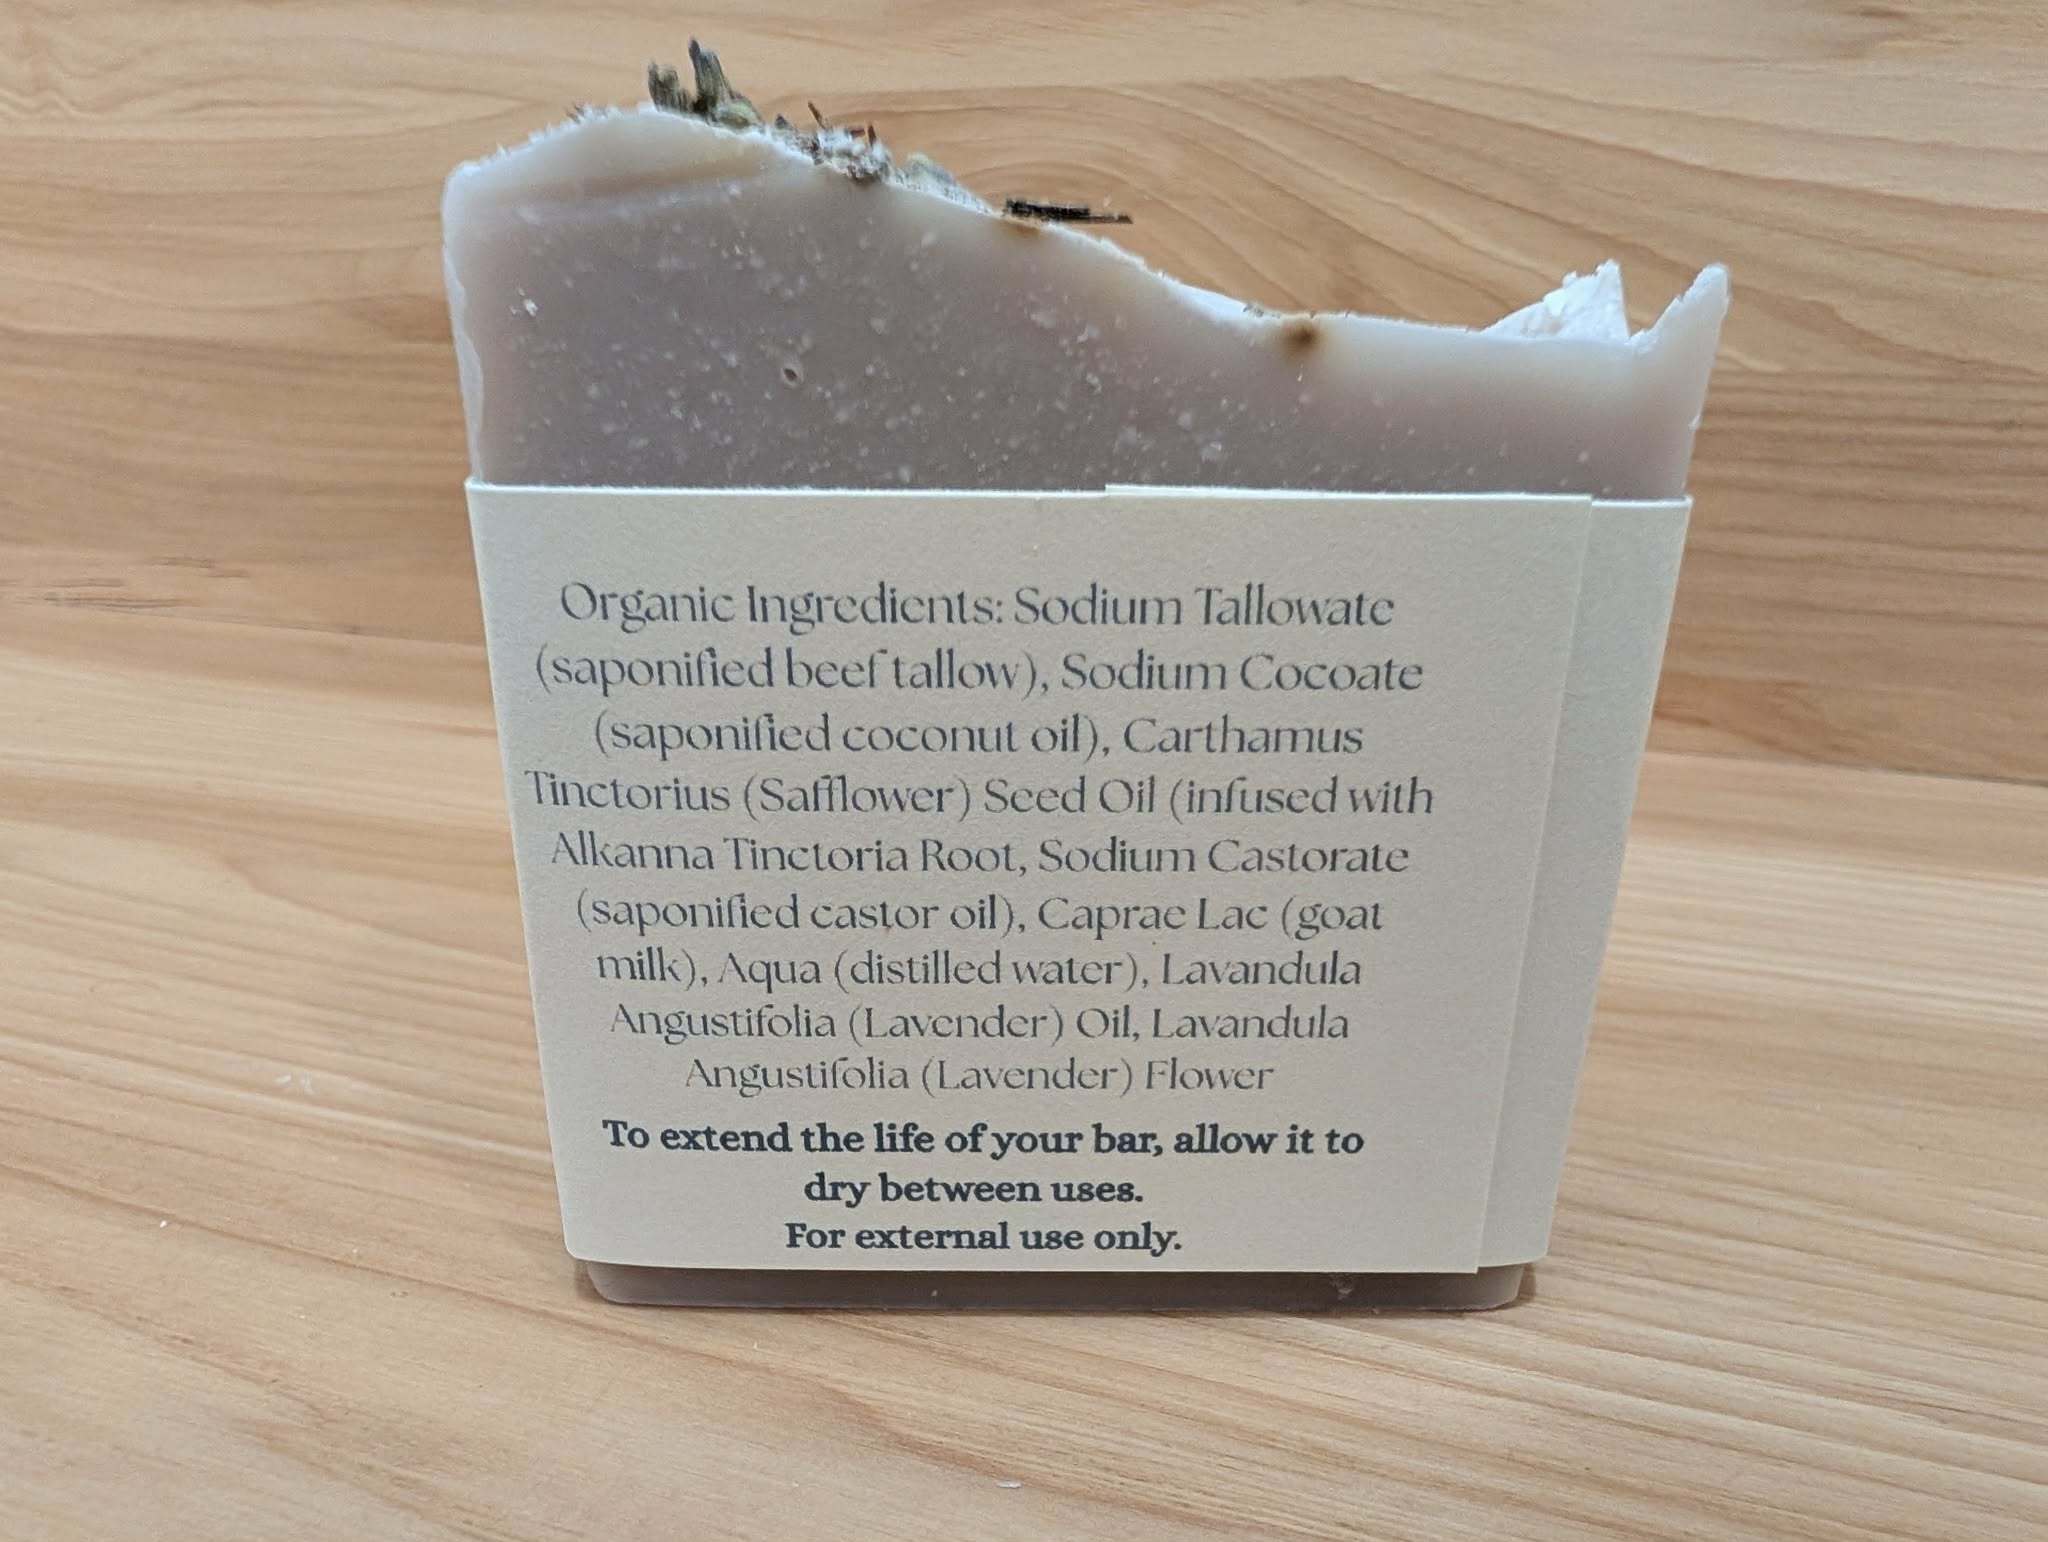 Organic Ingredients: Sodium Tallowate
(saponified beef tallow), Sodium Cocoate
(saponified coconut oil), Carthamus
Tinctorius (Safflower) Seed Oil (infused with
Alkanna Tinctoria Root, Sodium Castorate
(saponified castor oil), Caprae Lac (goat
milk), Aqua (distilled water), Lavandula
Angustifolia (Lavender) Oil, Lavandula
Angustifolia (Lavender) Flower
To extend the life of your bar, allow it to
dry between uses.
For external use only.